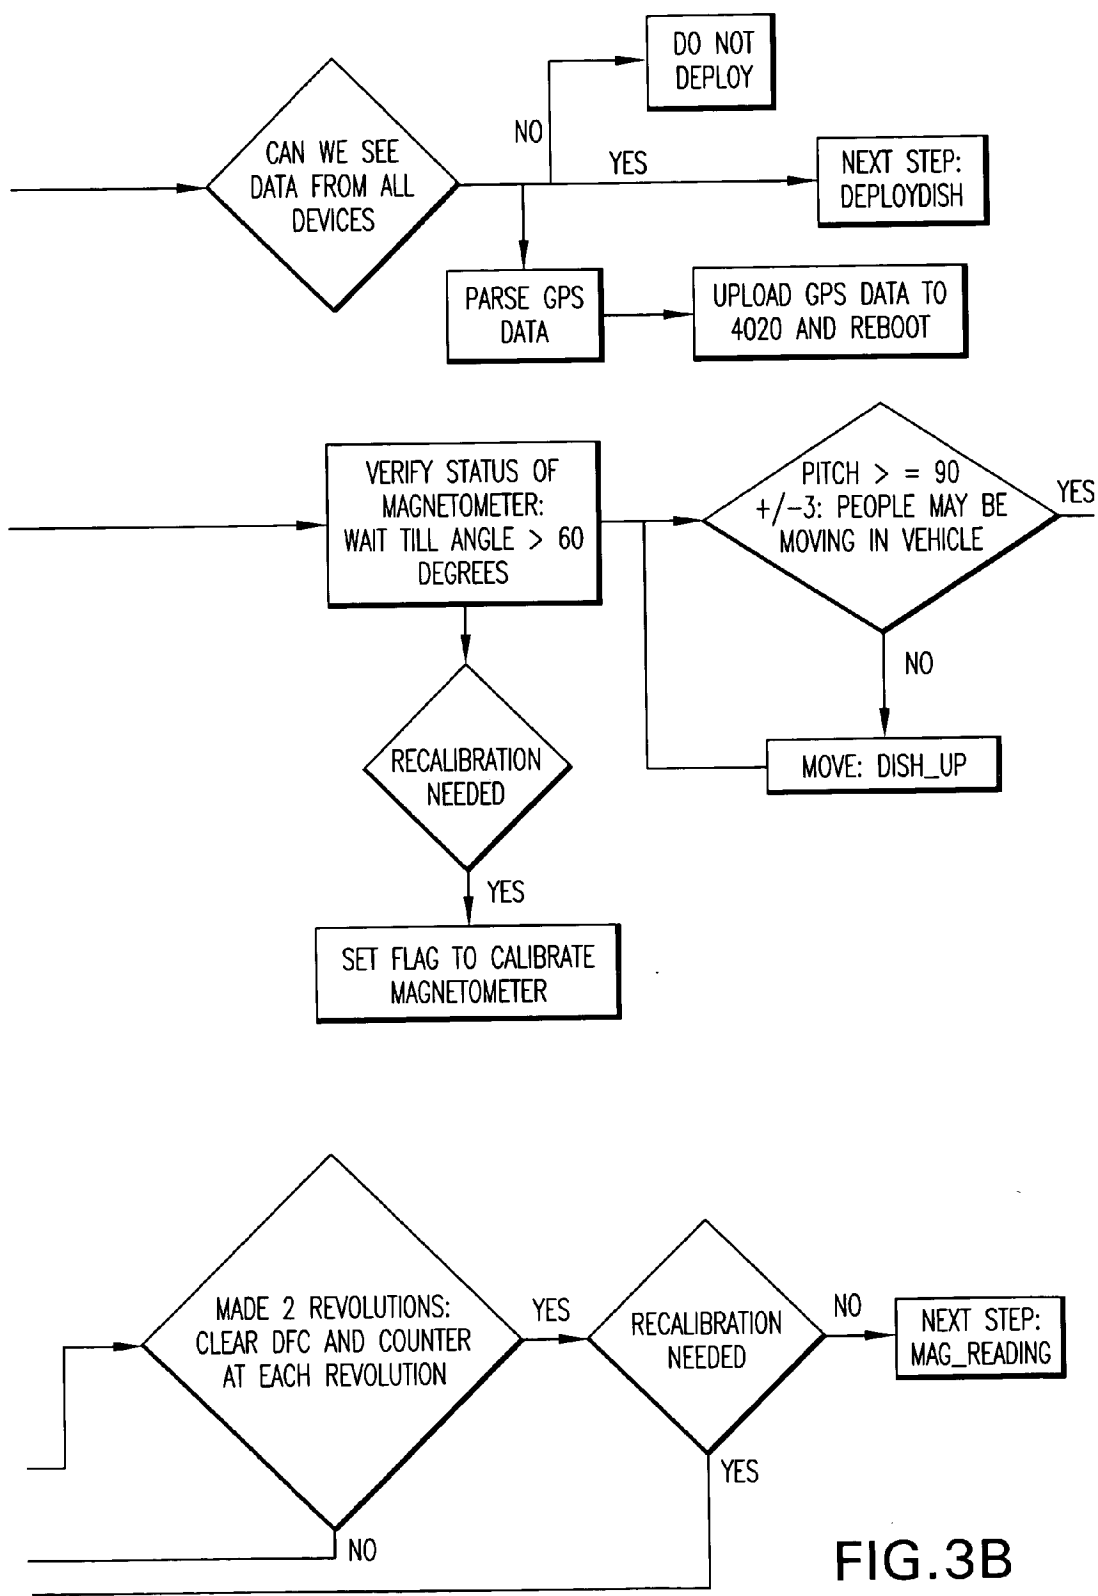 DO NOT
DEPLOY
NO
CAN WE SEE
DATA FROM ALL
DEVICES
YES
NEXT STEP:
DEPLOYDISH
PARSE GPS
DATA
UPLOAD GPS DATA TO
4020 AND REBOOT
VERIFY STATUS OF
MAGNETOMETER:
WAIT TILL ANGLE > 60
DEGREES
PITCH > = 90
+/-3: PEOPLE MAY BE
MOVING IN VEHICLE
YES
NO
MOVE: DISH_UP
RECALIBRATION
NEEDED
YES
SET FLAG TO CALIBRATE
MAGNETOMETER
MADE 2 REVOLUTIONS:
CLEAR DFC AND COUNTER
AT EACH REVOLUTION
YES
RECALIBRATION
NEEDED
NO
NEXT STEP:
MAG_READING
YES
NO
FIG.3B